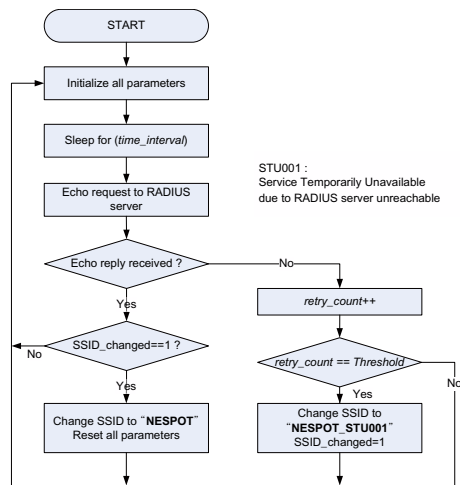 START
Initialize all parameters
Sleep for (time_interval)
Echo request to RADIUS
server
STU001 :
Service Temporarily Unavailable
due to RADIUS server unreachable
Echo reply received ?
No
Yes
retry_count++
SSID_changed==1 ?
No
retry_count == Threshold
No
Yes
Yes
Change SSID to “NESPOT”
Reset all parameters
Change SSID to
“NESPOT_STU001”
SSID_changed=1